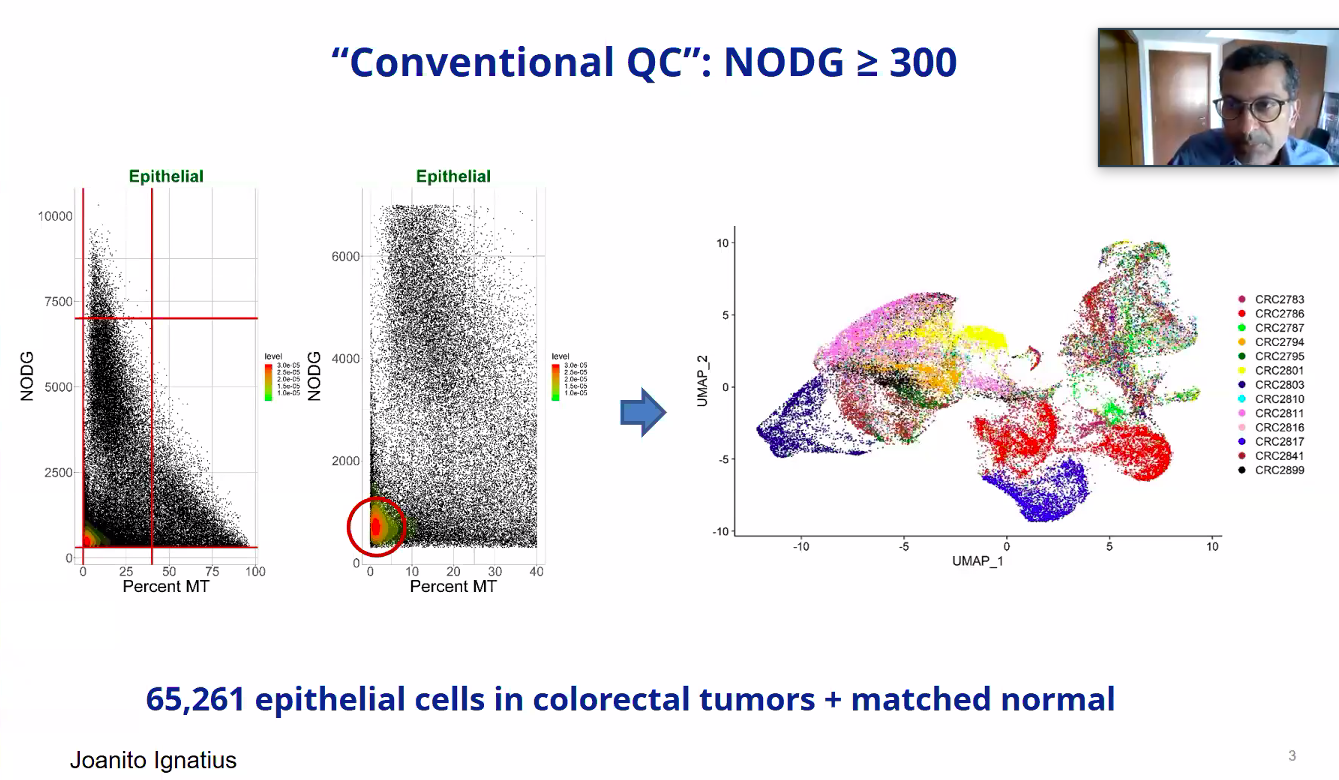 “Conventional QC”: NODG ≥ 300
Epithelial
10000
7500
5000
2500
0
NODG
0 25 50 75 100
Percent MT
level
3.0e-05
2.5e-05
2.0e-05
1.5e-05
1.0e-05
Epithelial
6000
4000
2000
0
NODG
0 10 20 30 40
Percent MT
level
3.0e-05
2.5e-05
2.0e-05
1.5e-05
1.0e-05
10
5
0
-5
-10
UMAP_2
-10 -5 0 5 10
UMAP_1
CRC2783
CRC2786
CRC2787
CRC2794
CRC2795
CRC2801
CRC2803
CRC2810
CRC2811
CRC2816
CRC2817
CRC2841
CRC2899
65,261 epithelial cells in colorectal tumors + matched normal
Joanito Ignatius
3